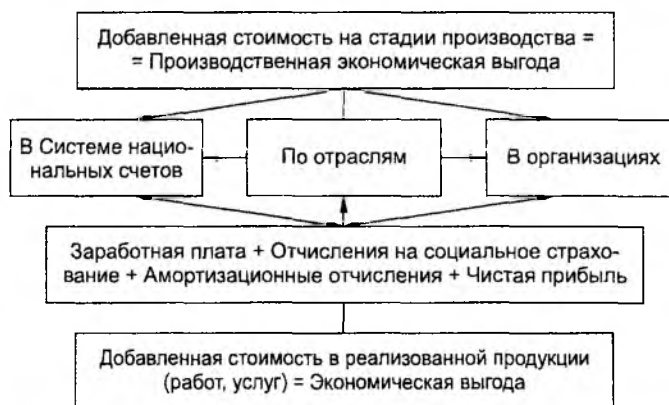 Добавленная стоимость на стадии производства =
= Производственная экономическая выгода
В Системе нацио-
нальных счетов
По отраслям
В организациях
Заработная плата + Отчисления на социальное страхо-
вание + Амортизационные отчисления + Чистая прибыль
Добавленная стоимость в реализованной продукции
(работ, услуг) = Экономическая выгода